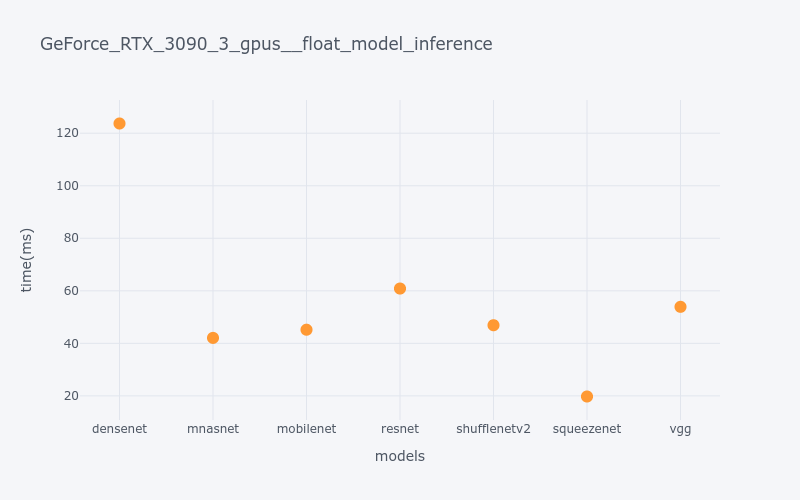 GeForce_RTX_3090_3_gpus__float_model_inference
time(ms)
120
100
80
60
40
20
densenet mnasnet mobilenet resnet shufflenetv2 squeezenet vgg
models